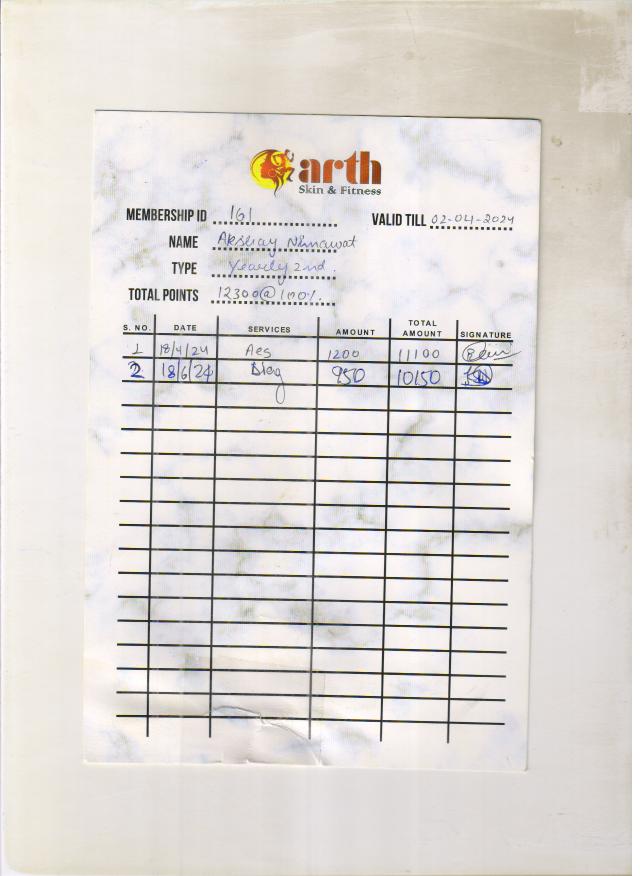 arth
Skin & Fitness
MEMBERSHIP ID 161 VALID TILL 02-04-2024
NAME Akshay Nimawat
TYPE Yearly 2nd.
TOTAL POINTS 12300@100%.
S. NO. DATE SERVICES AMOUNT TOTAL AMOUNT SIGNATURE
1 18/4/24 Aes 1200 11100
2 18/6/24 950 10150